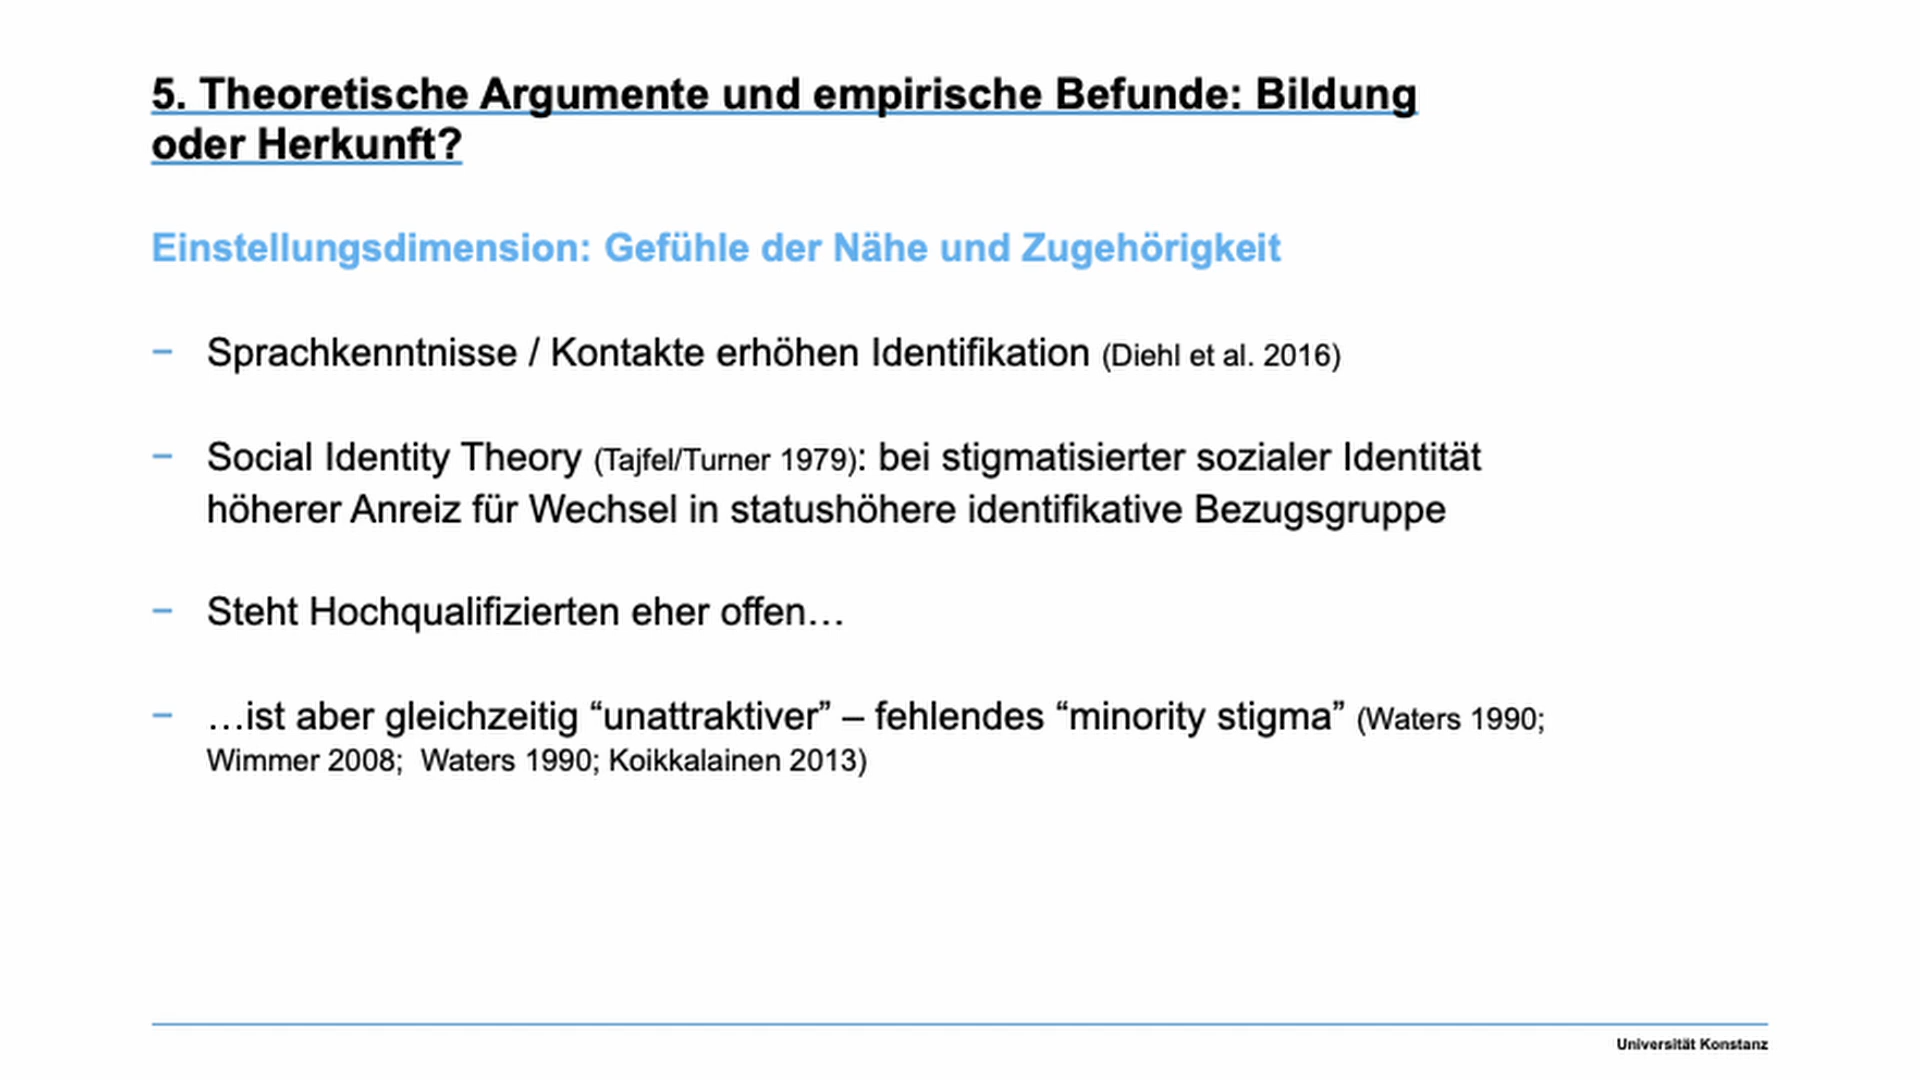 5. Theoretische Argumente und empirische Befunde: Bildung
oder Herkunft?
Einstellungsdimension: Gefühle der Nähe und Zugehörigkeit
– Sprachkenntnisse / Kontakte erhöhen Identifikation (Diehl et al. 2016)
– Social Identity Theory (Tajfel/Turner 1979): bei stigmatisierter sozialer Identität
höherer Anreiz für Wechsel in statushöhere identifikative Bezugsgruppe
– Steht Hochqualifizierten eher offen…
– …ist aber gleichzeitig “unattraktiver” – fehlendes “minority stigma” (Waters 1990;
Wimmer 2008;  Waters 1990; Koikkalainen 2013)
Universität Konstanz